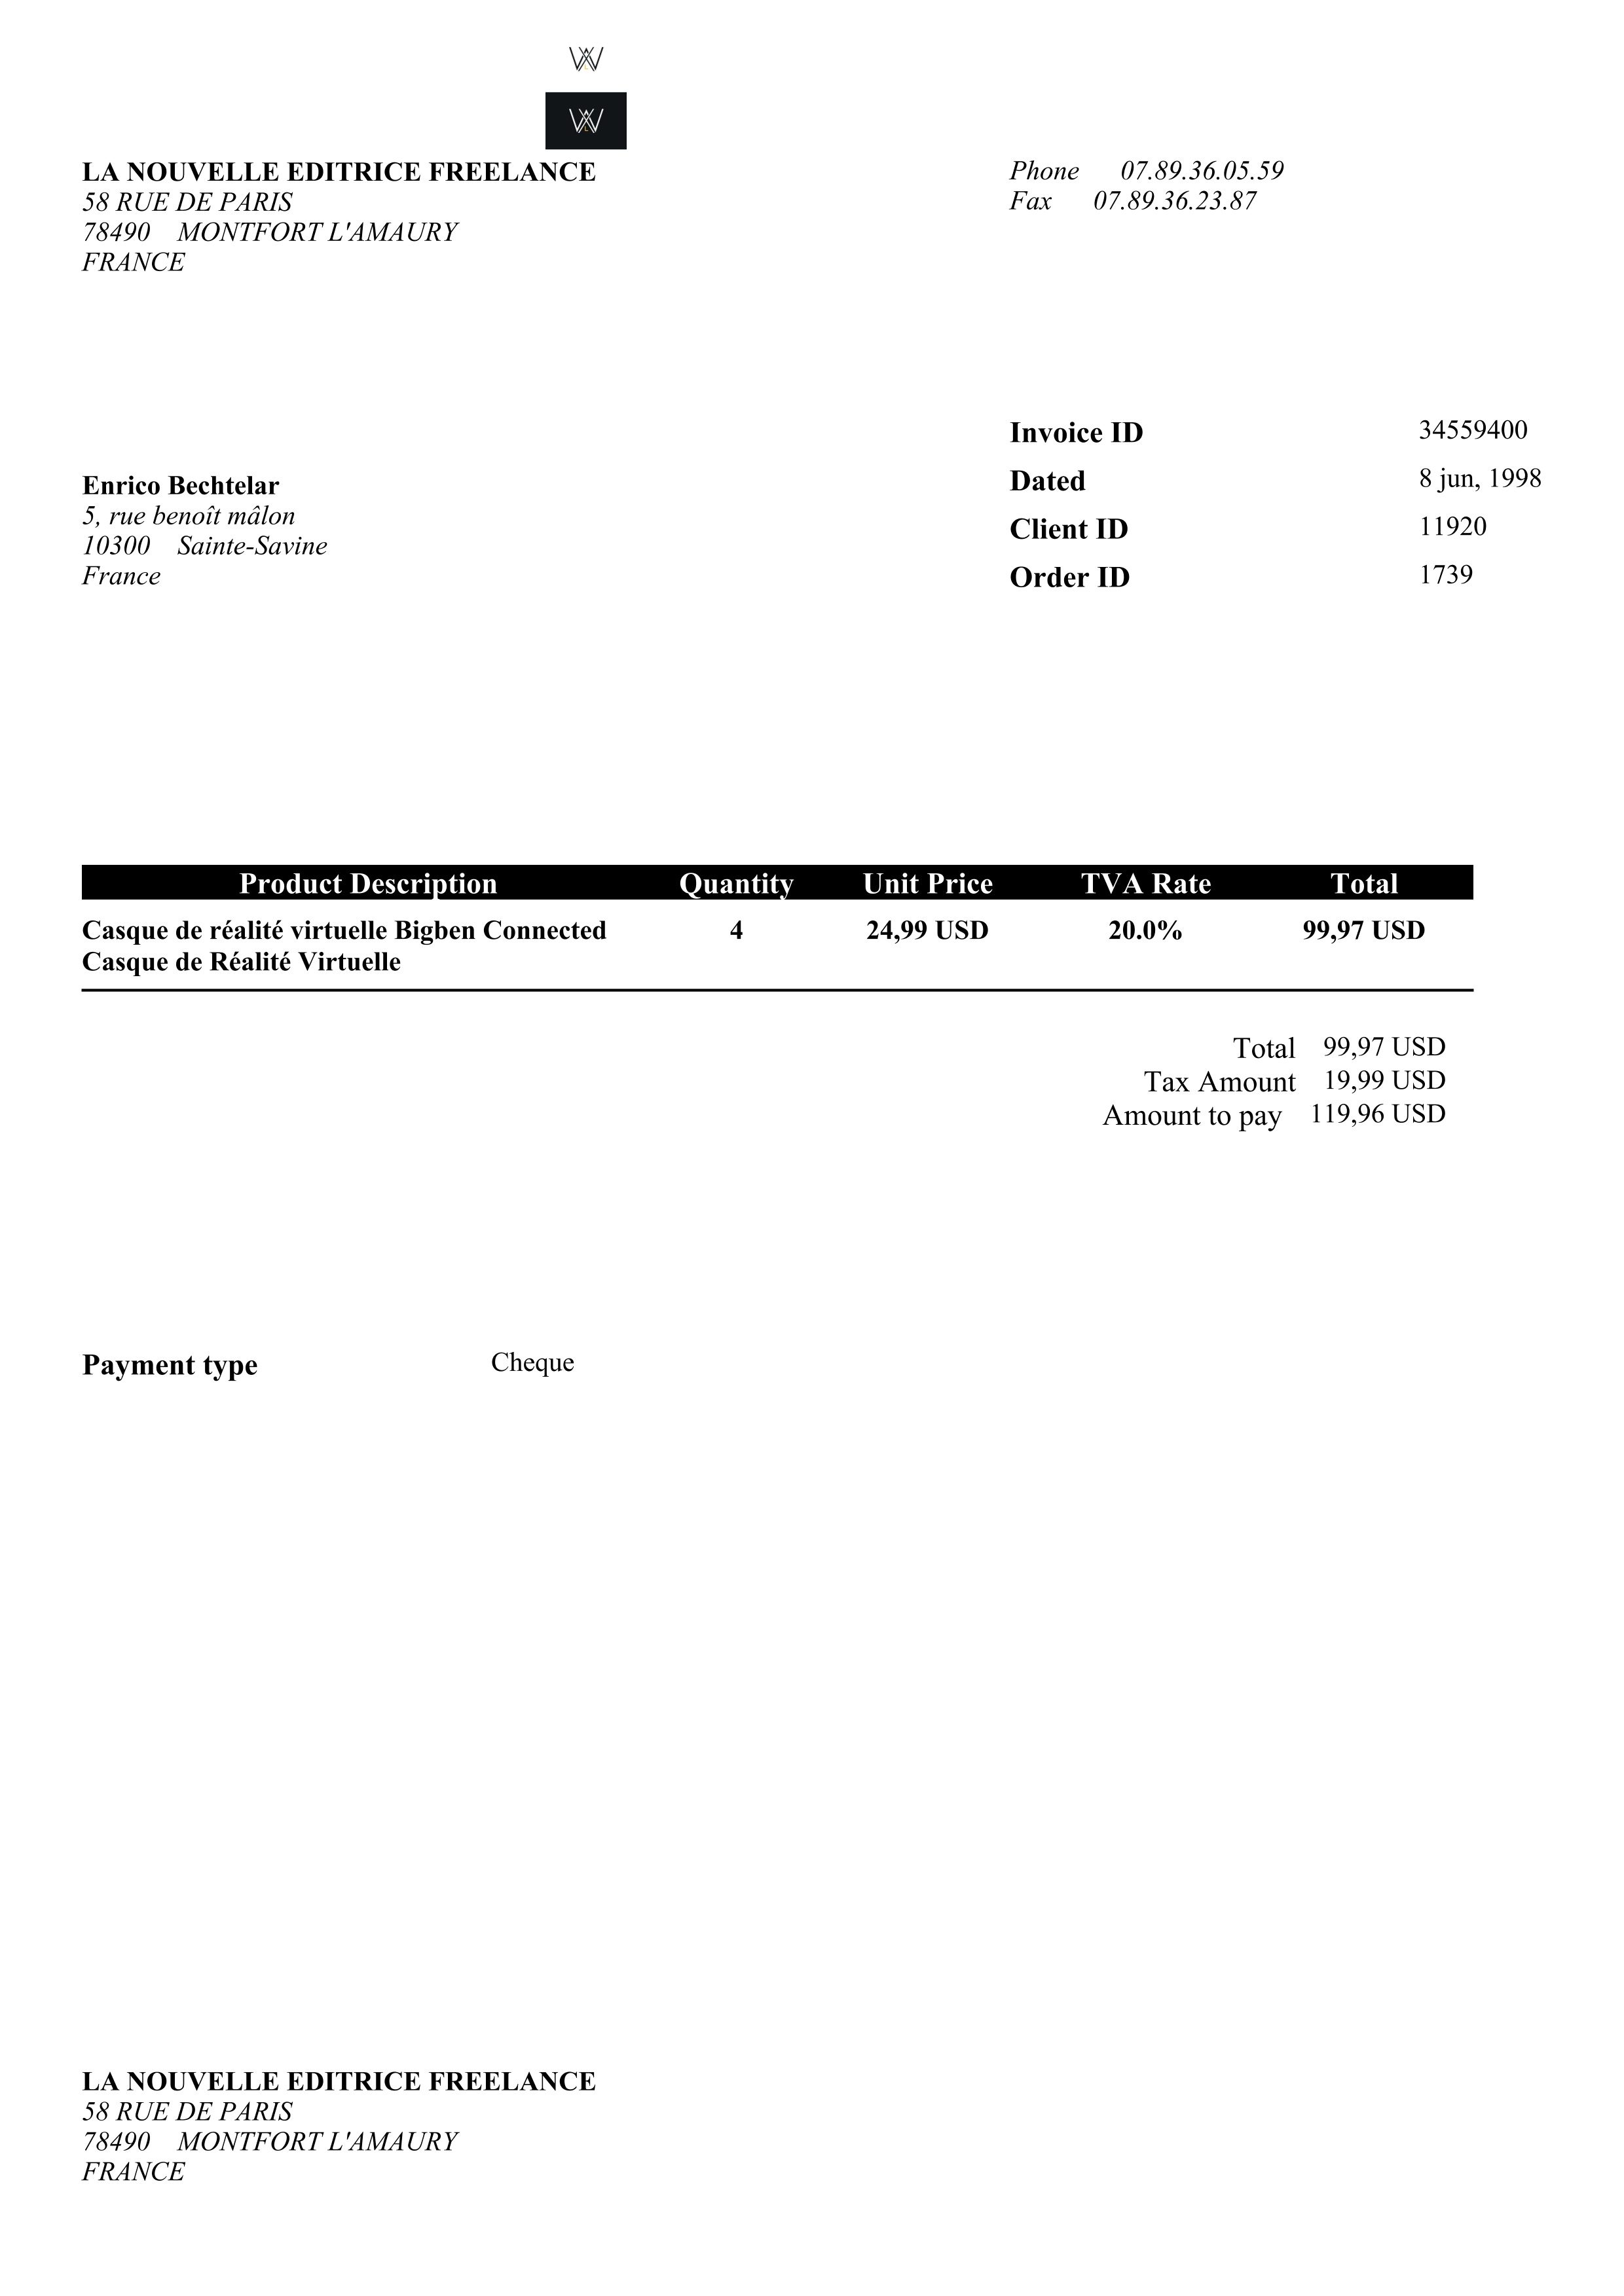 LA NOUVELLE EDITRICE FREELANCE
58 RUE DE PARIS
78490 MONTFORT L'AMAURY
FRANCE
Phone 07.89.36.05.59
Fax 07.89.36.23.87
Invoice ID 34559400
Dated 8 jun, 1998
Client ID 11920
Order ID 1739
Enrico Bechtelar
5, rue benoît mâlon
10300 Sainte-Savine
France
Product Description Quantity Unit Price TVA Rate Total
Casque de réalité virtuelle Bigben Connected 4 24,99 USD 20.0% 99,97 USD
Casque de Réalité Virtuelle
Total 99,97 USD
Tax Amount 19,99 USD
Amount to pay 119,96 USD
Payment type Cheque
LA NOUVELLE EDITRICE FREELANCE
58 RUE DE PARIS
78490 MONTFORT L'AMAURY
FRANCE